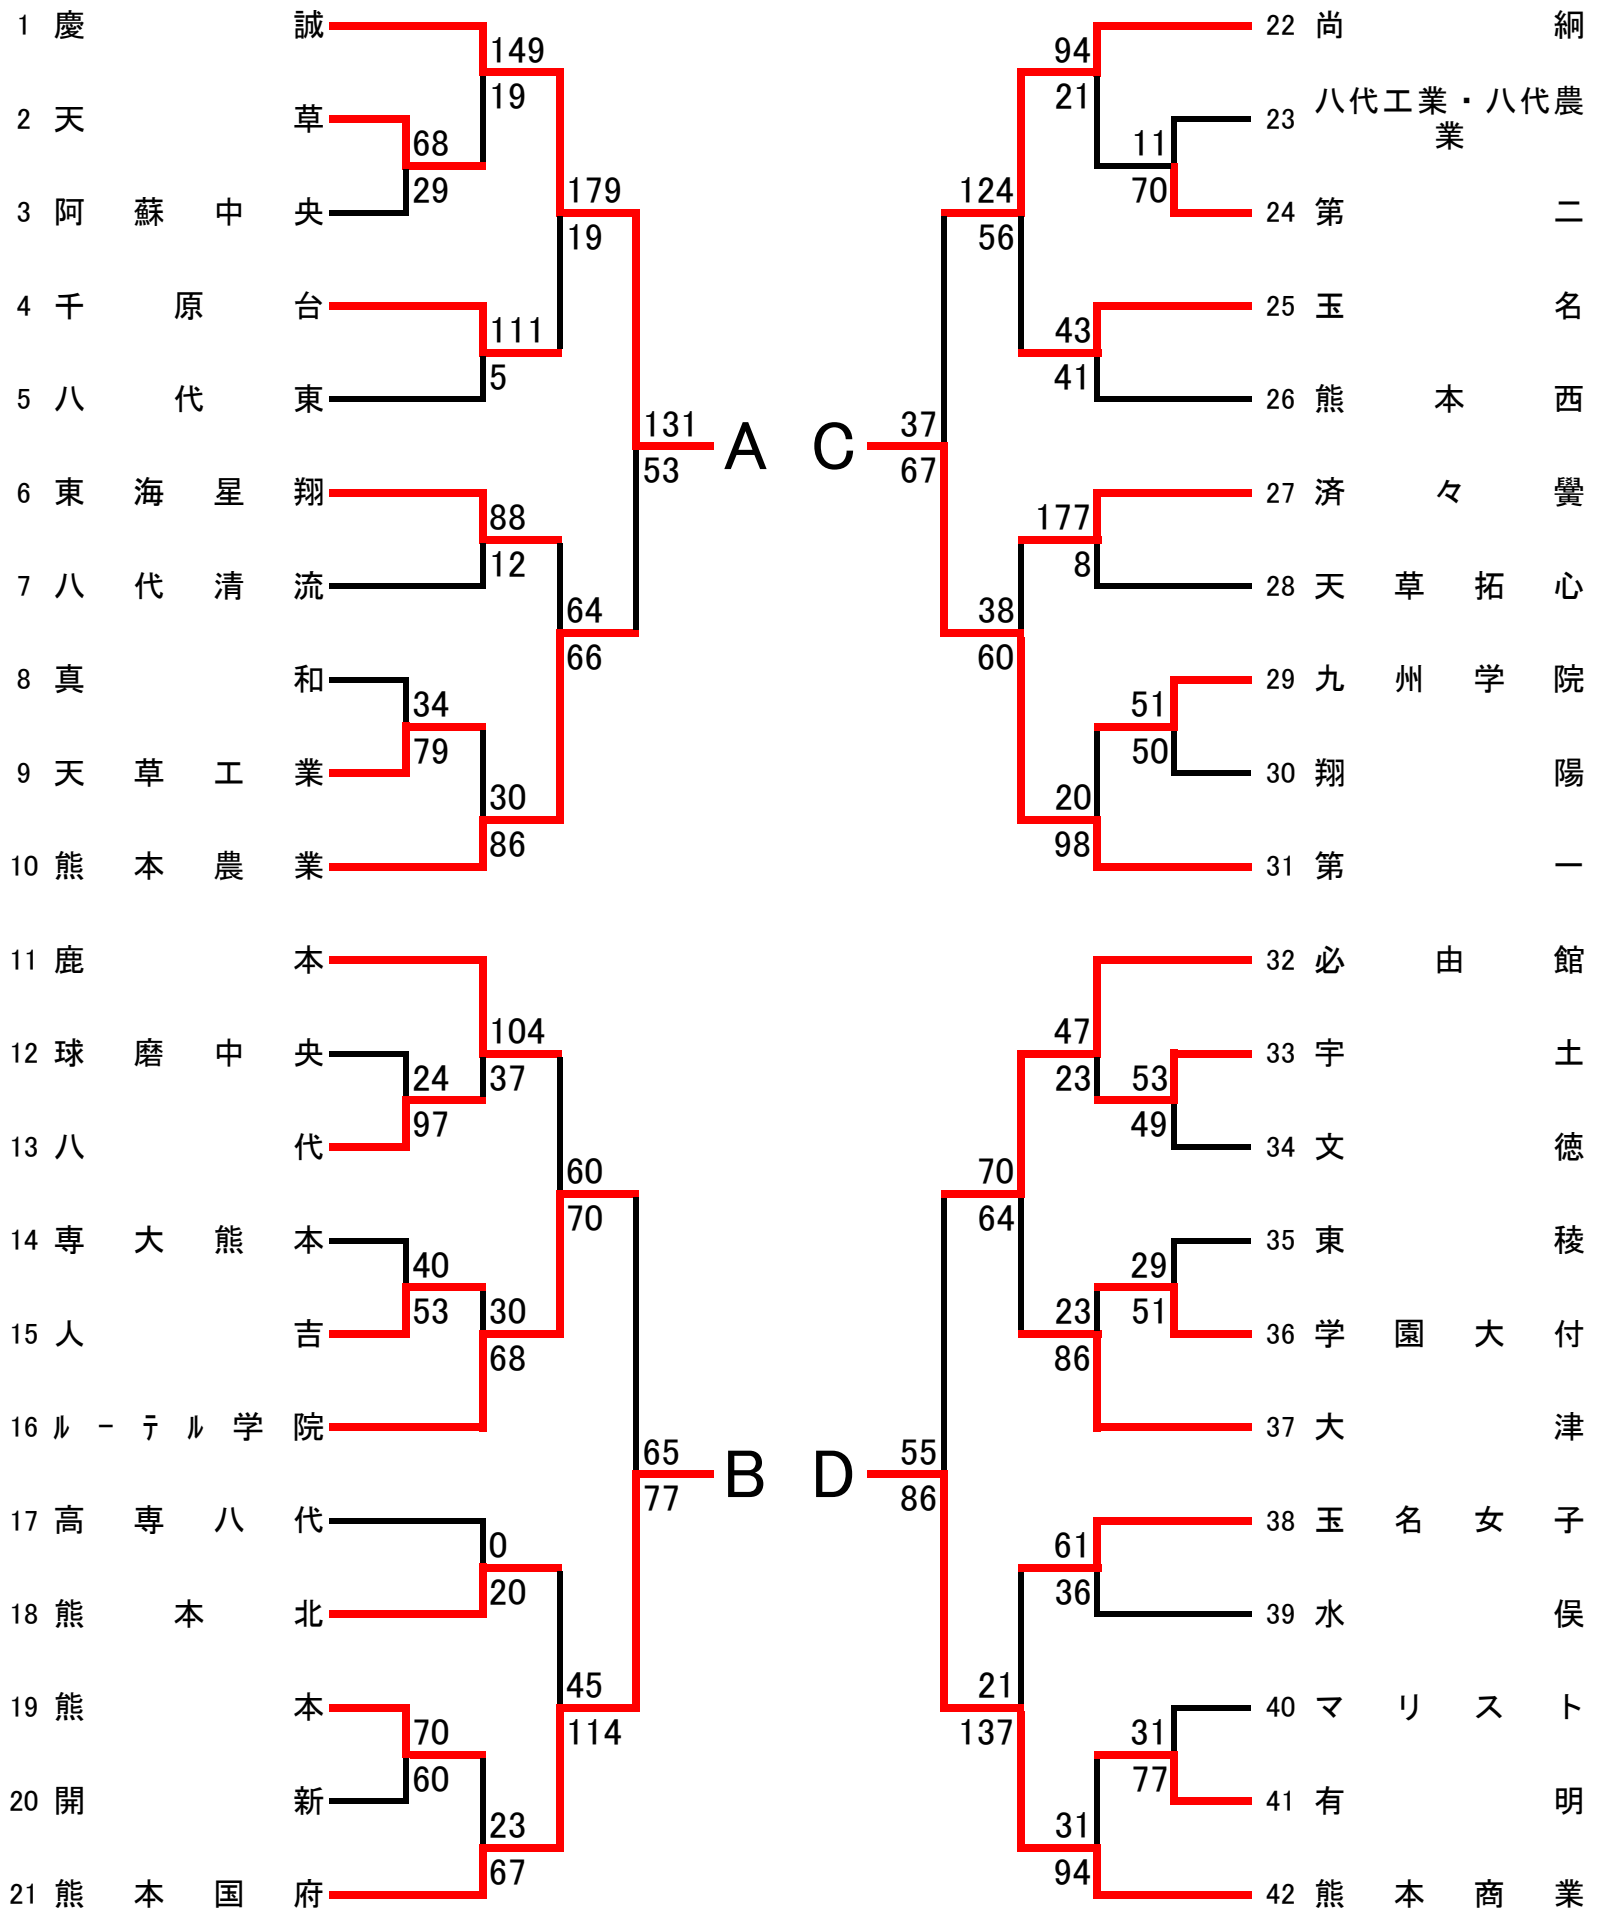 1 慶誠
2 天草
3 阿蘇中央
4 千原台
5 八代東
6 東海星翔
7 八代清流
8 真和
9 天草工業
10 熊本農業
11 鹿本
12 球磨中央
13 八代
14 専大熊本
15 人吉
16 ﾙｰﾃﾙ学院
17 高専八代
18 熊本北
19 熊本
20 開新
21 熊本国府
68
29
34
79
24
97
40
53
70
60
149
19
111
5
88
12
30
86
104
37
30
68
0
20
23
67
179
19
64
66
60
70
45
114
131
53
65
77
A
B
C
D
37
67
55
86
124
56
38
60
70
64
21
137
94
21
43
41
177
8
20
98
47
23
23
86
61
36
31
94
11
70
51
50
53
49
29
51
31
77
22 尚絅
23 八代工業・八代農
業
24 第二
25 玉名
26 熊本西
27 済々黌
28 天草拓心
29 九州学院
30 翔陽
31 第一
32 必由館
33 宇土
34 文徳
35 東稜
36 学園大付
37 大津
38 玉名女子
39 水俣
40 マリスト
41 有明
42 熊本商業